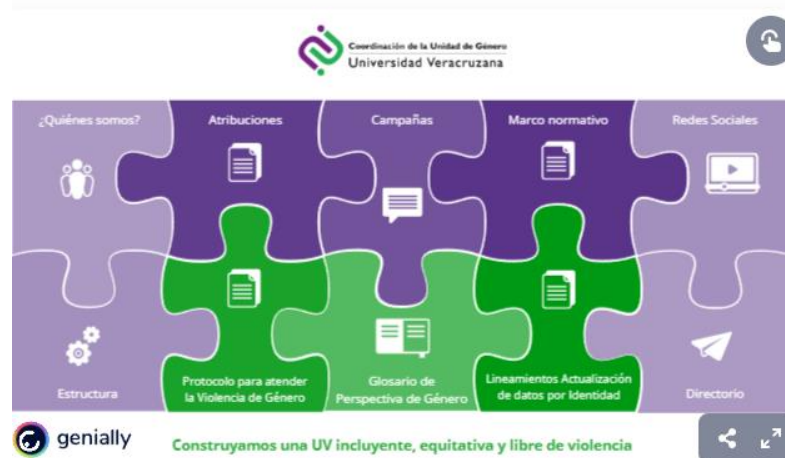 Coordinación de la Unidad de Género
Universidad Veracruzana
¿Quiénes somos?
Atribuciones
Campañas
Marco normativo
Redes Sociales
Estructura
Protocolo para atender
la Violencia de Género
Glosario de
Perspectiva de Género
Lineamientos Actualización
de datos por Identidad
Directorio
genially
Construyamos una UV incluyente, equitativa y libre de violencia